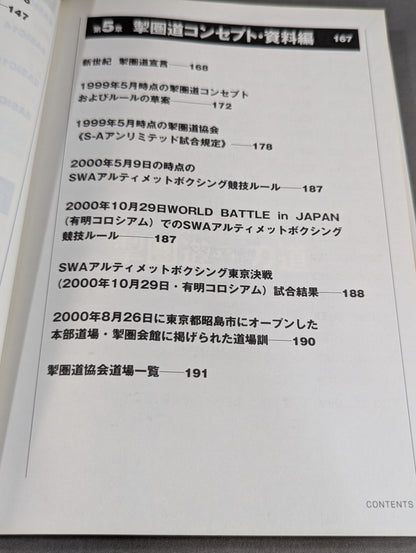 第5章 掣圏道コンセプト・資料編 167
新世紀 掣圏道宣言――168
1999年5月時点の掣圏道コンセプト
およびルールの草案――172
1999年5月時点の掣圏道協会
《S-Aアンリミテッド試合規定》――178
2000年5月9日の時点の
SWAアルティメットボクシング競技ルール――187
2000年10月29日WORLD BATTLE in JAPAN
(有明コロシアム)でのSWAアルティメットボクシング
競技ルール――187
SWAアルティメットボクシング東京決戦
(2000年10月29日・有明コロシアム)試合結果――188
2000年8月26日に東京都昭島市にオープンした
本部道場・掣圏会館に掲げられた道場訓――190
掣圏道協会道場一覧――191
CONTENTS
147